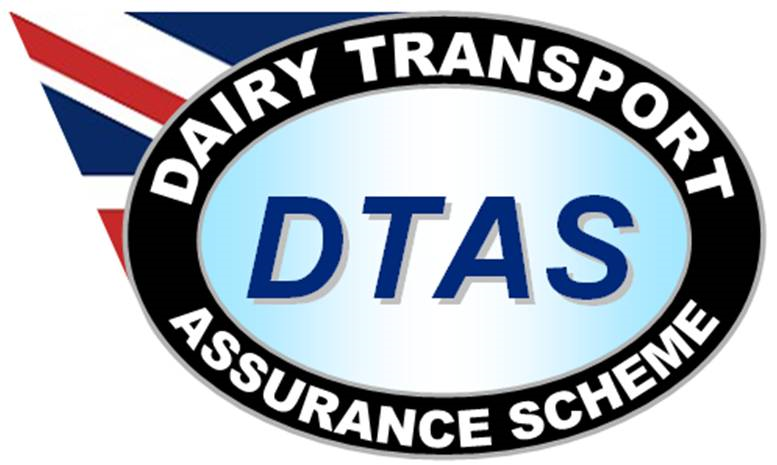 DAIRY TRANSPORT
DTAS
ASSURANCE SCHEME